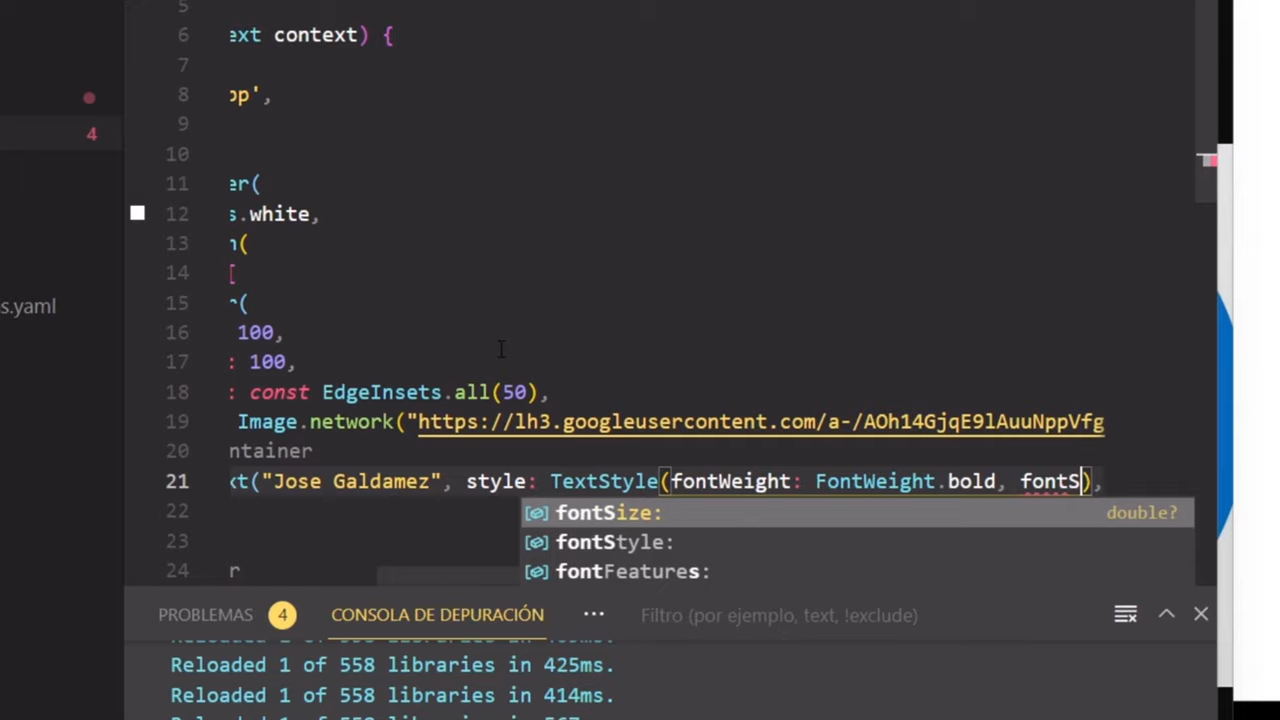 5
6 ext context) {
7
8 pp',
9
10
4
11 er(
12 s.white,
13 n(
14 [
15 r(
s.yaml
16 100,
17 : 100,
18 : const EdgeInsets.all(50),
19 Image.network("https://lh3.googleusercontent.com/a-/AOh14GjqE9lAuuNppVfg
20 ntainer
21 xt("Jose Galdamez", style: TextStyle(fontWeight: FontWeight.bold, fontS),
22
fontSize: double?
23
fontStyle:
24 r
fontFeatures:
PROBLEMAS 4 CONSOLA DE DEPURACIÓN ... Filtro (por ejemplo, text, !exclude)
Reloaded 1 of 558 libraries in 425ms.
Reloaded 1 of 558 libraries in 414ms.